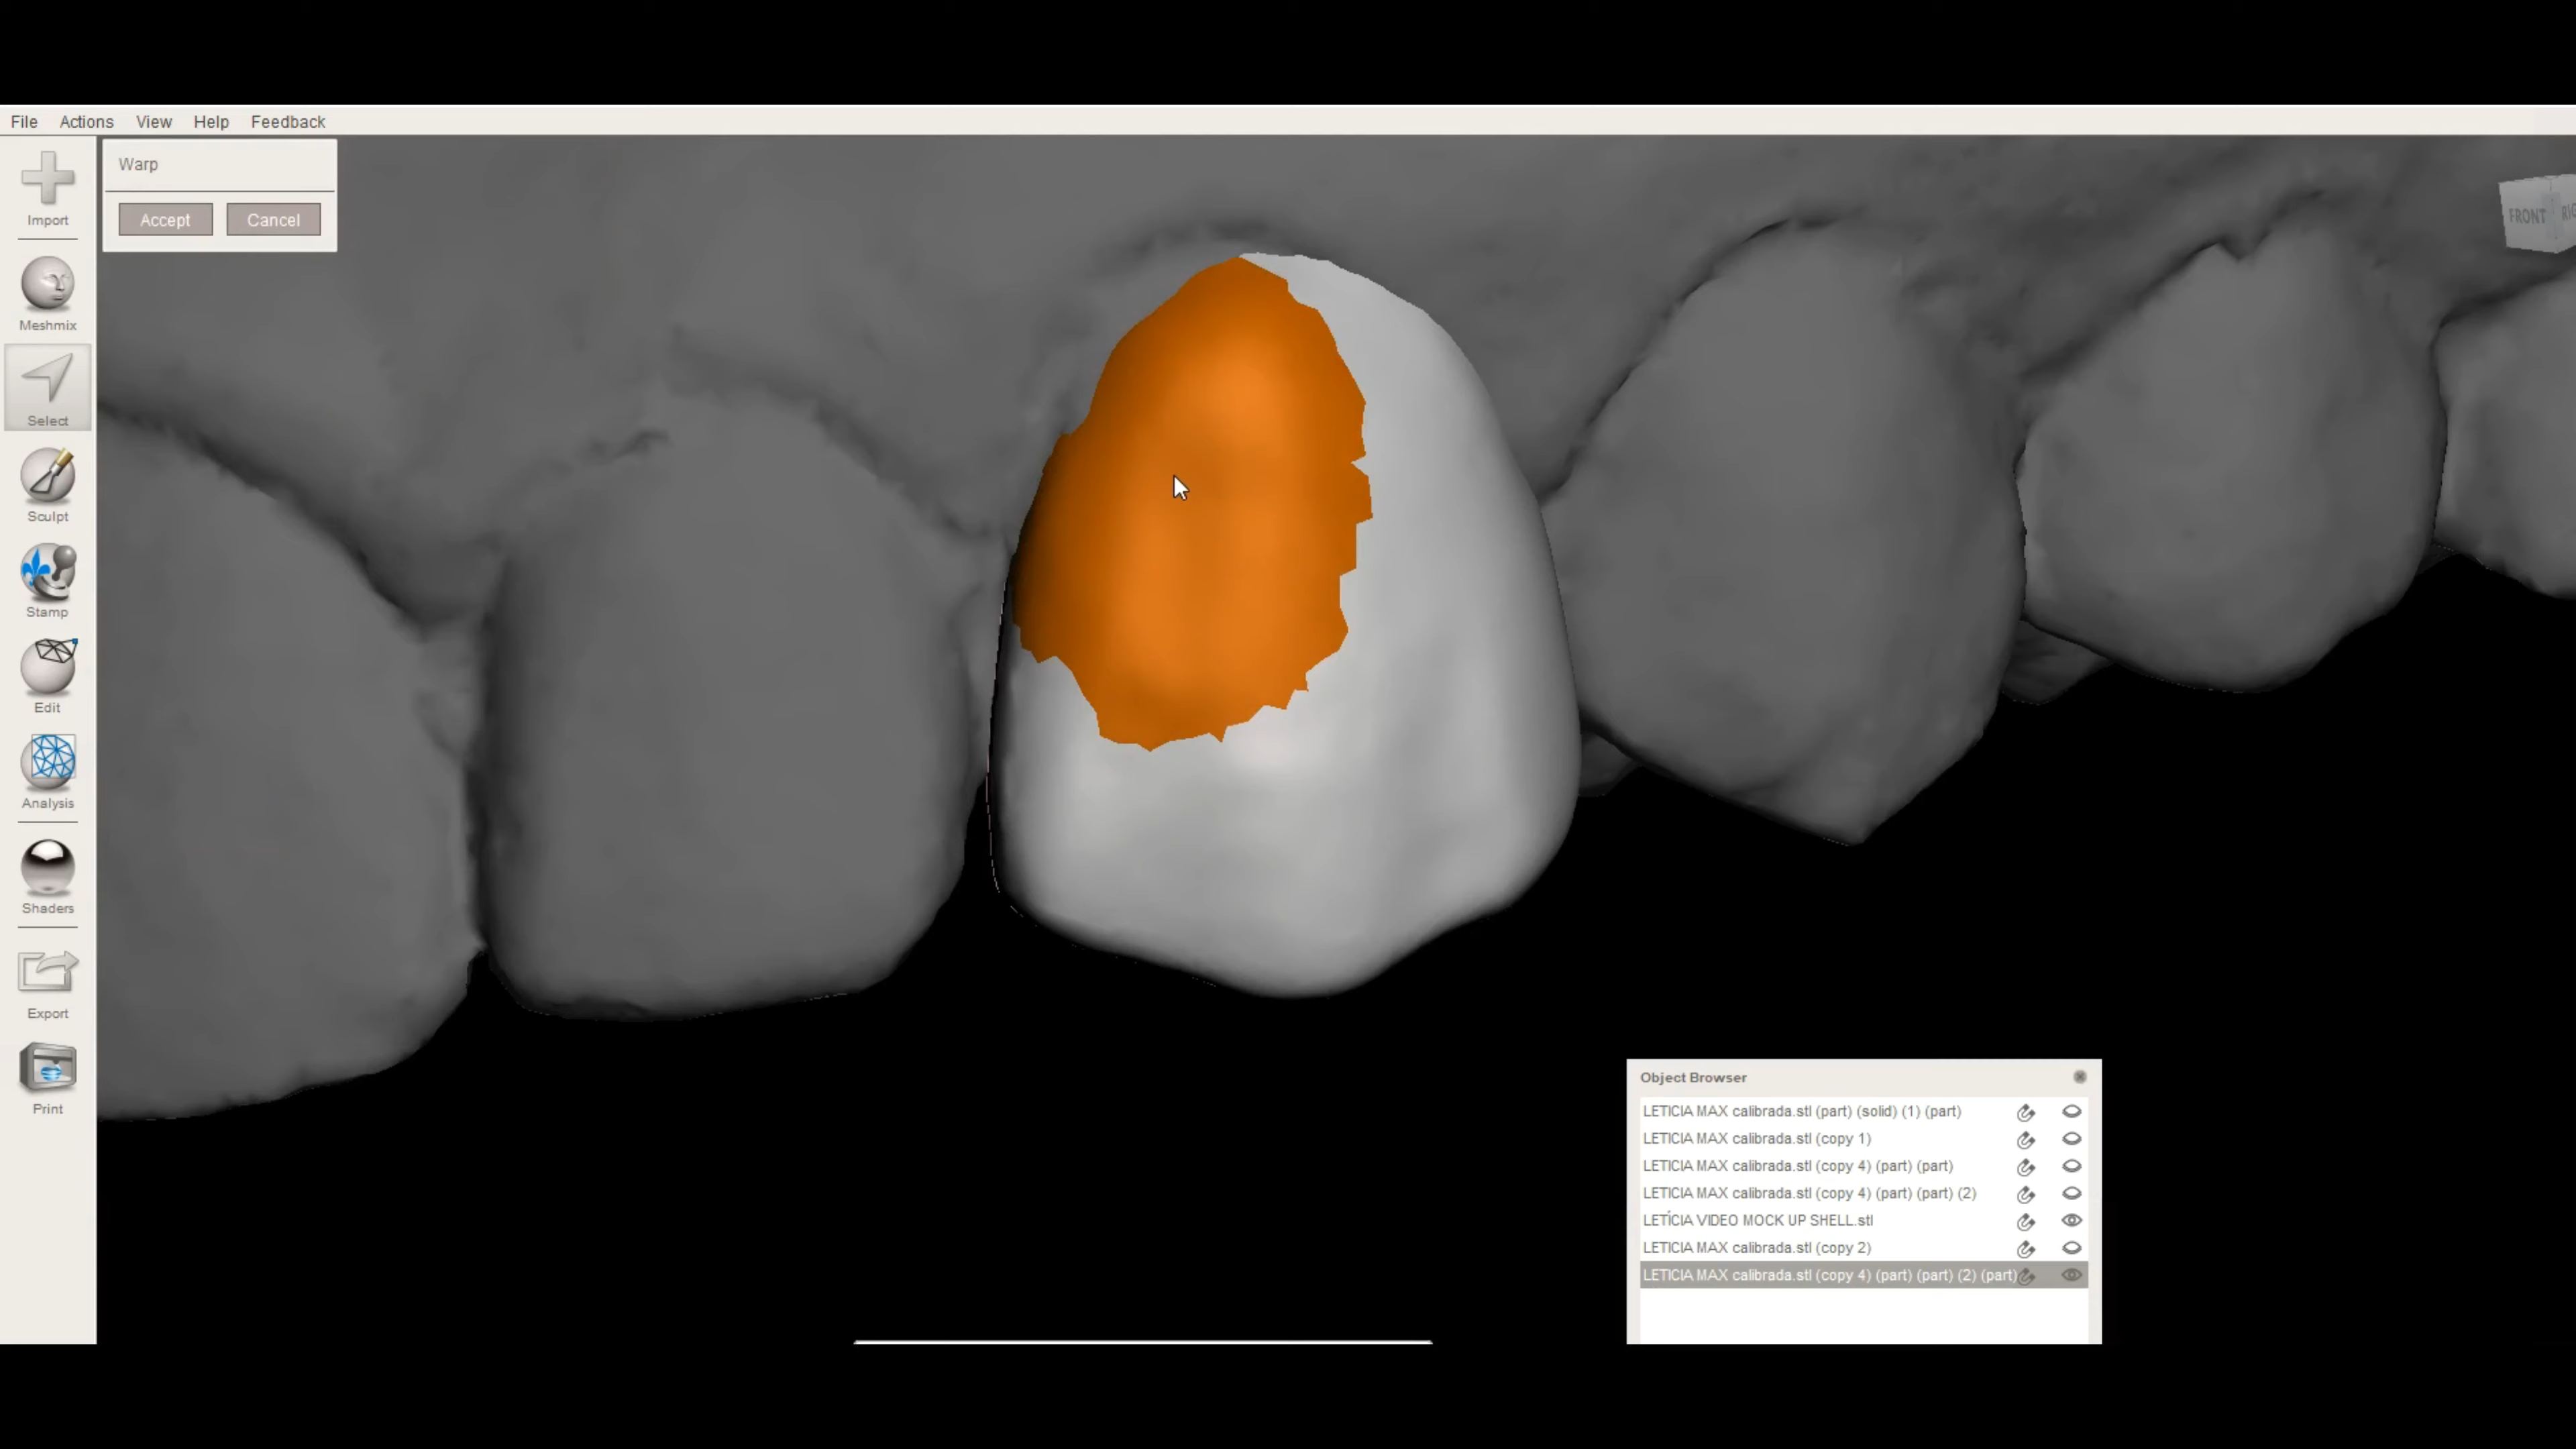 File Actions View Help Feedback
Warp
Accept Cancel
Import
Meshmix
Select
Sculpt
Stamp
Edit
Analysis
Shaders
Export
Print
FRONT
Object Browser
LETICIA MAX calibrada.stl (part) (solid) (1) (part)
LETICIA MAX calibrada.stl (copy 1)
LETICIA MAX calibrada.stl (copy 4) (part) (part)
LETICIA MAX calibrada.stl (copy 4) (part) (part) (2)
LETÍCIA VIDEO MOCK UP SHELL.stl
LETICIA MAX calibrada.stl (copy 2)
LETICIA MAX calibrada.stl (copy 4) (part) (part) (2) (part)